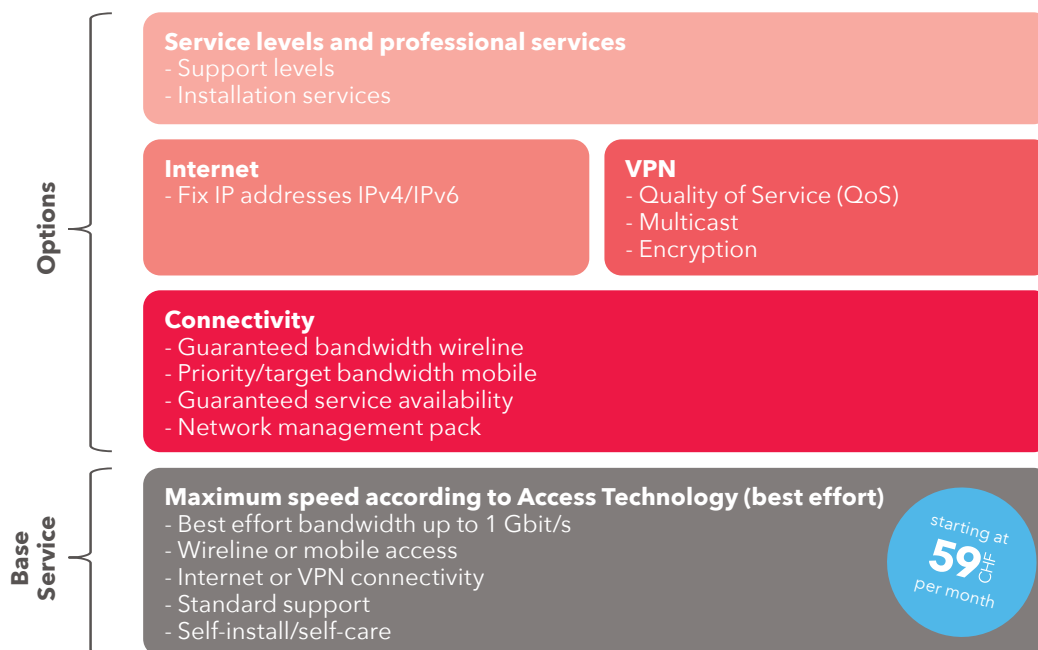 Options
Service levels and professional services
- Support levels
- Installation services
Internet
- Fix IP addresses IPv4/IPv6
VPN
- Quality of Service (QoS)
- Multicast
- Encryption
Connectivity
- Guaranteed bandwidth wireline
- Priority/target bandwidth mobile
- Guaranteed service availability
- Network management pack
Base
Service
Maximum speed according to Access Technology (best effort)
- Best effort bandwidth up to 1 Gbit/s
- Wireline or mobile access
- Internet or VPN connectivity
- Standard support
- Self-install/self-care
starting at
59 CHF
per month